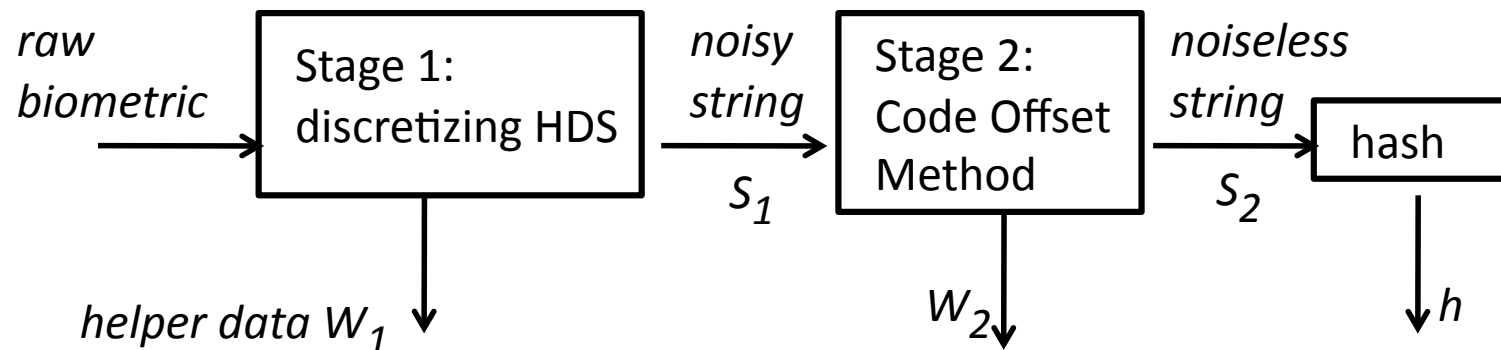 raw
biometric
Stage 1:
discretizing HDS
noisy
string
S1
Stage 2:
Code Offset
Method
noiseless
string
S2
hash
helper data W1
W2
h